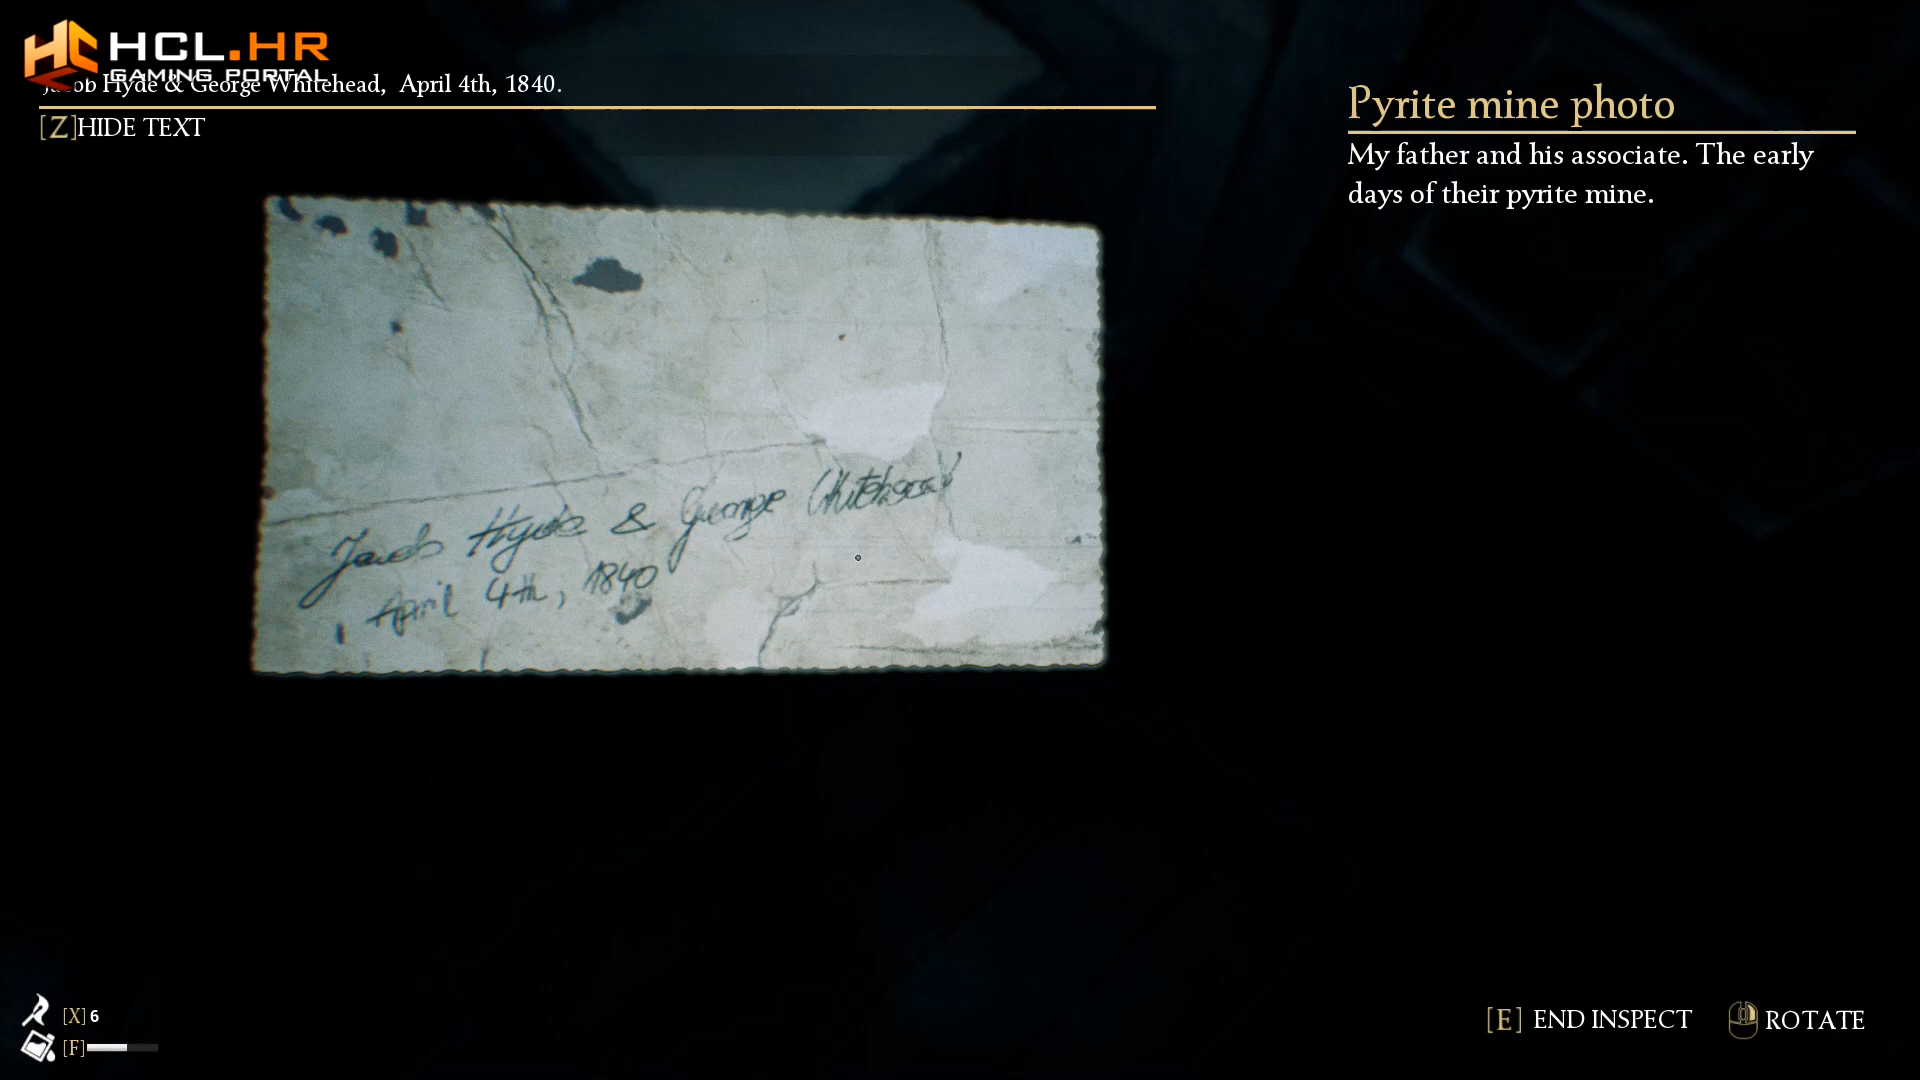 HCL.HR
GAMING PORTAL
Jacob Hyde & George Whitehead, April 4th, 1840.
[Z]HIDE TEXT
Pyrite mine photo
My father and his associate. The early
days of their pyrite mine.
Jacob Hyde & George Whitehead
April 4th, 1840
[X] 6
[F]
[E] END INSPECT
ROTATE